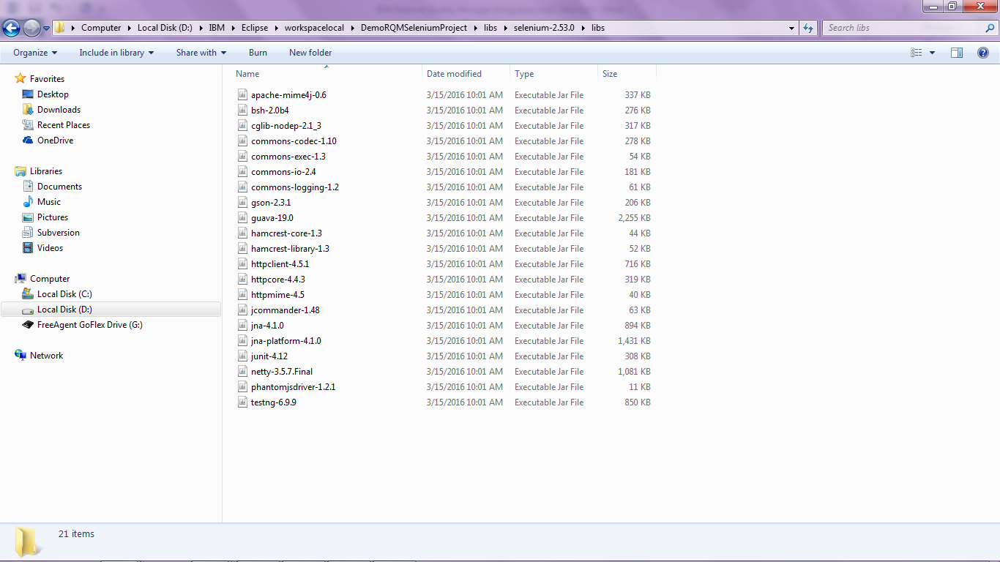 Computer Local Disk (D:) IBM Eclipse workspacelocal DemoRQMSeleniumProject libs selenium-2.53.0 libs Search libs
Organize Include in library Share with Burn New folder
Favorites
Desktop
Downloads
Recent Places
OneDrive
Libraries
Documents
Music
Pictures
Subversion
Videos
Computer
Local Disk (C:)
Local Disk (D:)
FreeAgent GoFlex Drive (G:)
Network
Name Date modified Type Size
apache-mime4j-0.6 3/15/2016 10:01 AM Executable Jar File 337 KB
bsh-2.0b4 3/15/2016 10:01 AM Executable Jar File 276 KB
cglib-nodep-2.1_3 3/15/2016 10:01 AM Executable Jar File 317 KB
commons-codec-1.10 3/15/2016 10:01 AM Executable Jar File 278 KB
commons-exec-1.3 3/15/2016 10:01 AM Executable Jar File 54 KB
commons-io-2.4 3/15/2016 10:01 AM Executable Jar File 181 KB
commons-logging-1.2 3/15/2016 10:01 AM Executable Jar File 61 KB
gson-2.3.1 3/15/2016 10:01 AM Executable Jar File 206 KB
guava-19.0 3/15/2016 10:01 AM Executable Jar File 2,255 KB
hamcrest-core-1.3 3/15/2016 10:01 AM Executable Jar File 44 KB
hamcrest-library-1.3 3/15/2016 10:01 AM Executable Jar File 52 KB
httpclient-4.5.1 3/15/2016 10:01 AM Executable Jar File 716 KB
httpcore-4.4.3 3/15/2016 10:01 AM Executable Jar File 319 KB
httpmime-4.5 3/15/2016 10:01 AM Executable Jar File 40 KB
jcommander-1.48 3/15/2016 10:01 AM Executable Jar File 63 KB
jna-4.1.0 3/15/2016 10:01 AM Executable Jar File 894 KB
jna-platform-4.1.0 3/15/2016 10:01 AM Executable Jar File 1,431 KB
junit-4.12 3/15/2016 10:01 AM Executable Jar File 308 KB
netty-3.5.7.Final 3/15/2016 10:01 AM Executable Jar File 1,081 KB
phantomjsdriver-1.2.1 3/15/2016 10:01 AM Executable Jar File 11 KB
testng-6.9.9 3/15/2016 10:01 AM Executable Jar File 850 KB
21 items